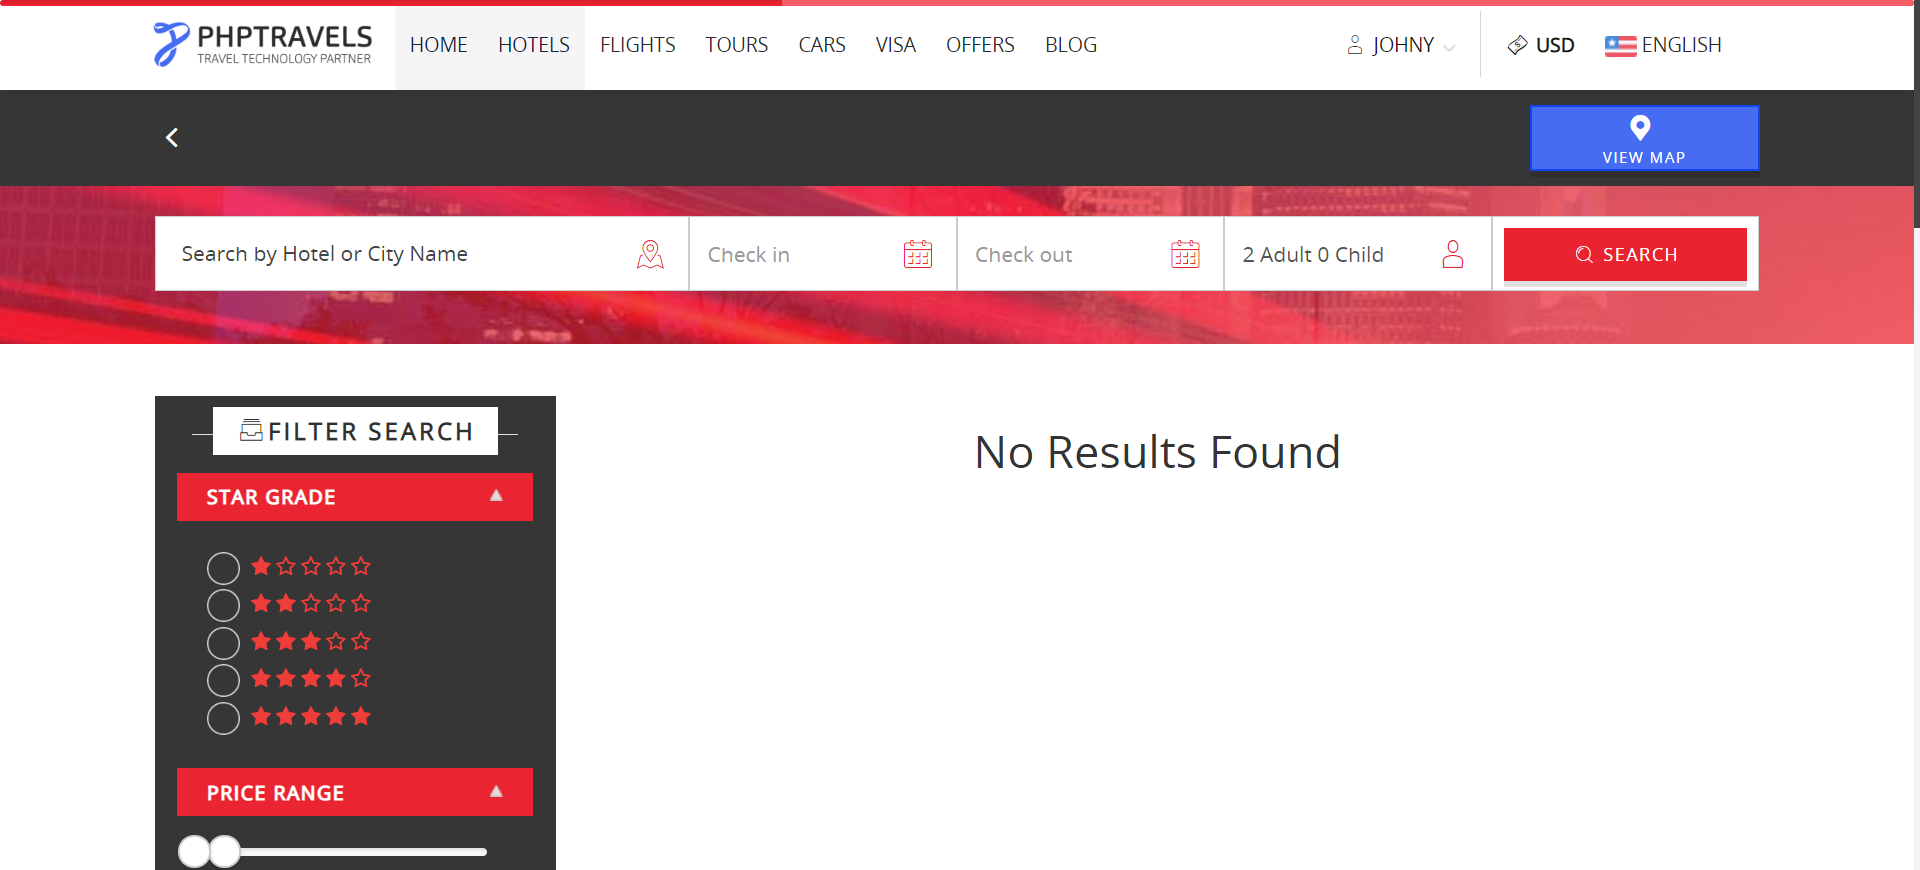 PHPTRAVELS
TRAVEL TECHNOLOGY PARTNER
HOME HOTELS FLIGHTS TOURS CARS VISA OFFERS BLOG
JOHNY USD ENGLISH
VIEW MAP
Search by Hotel or City Name Check in Check out 2 Adult 0 Child SEARCH
FILTER SEARCH
No Results Found
STAR GRADE
PRICE RANGE